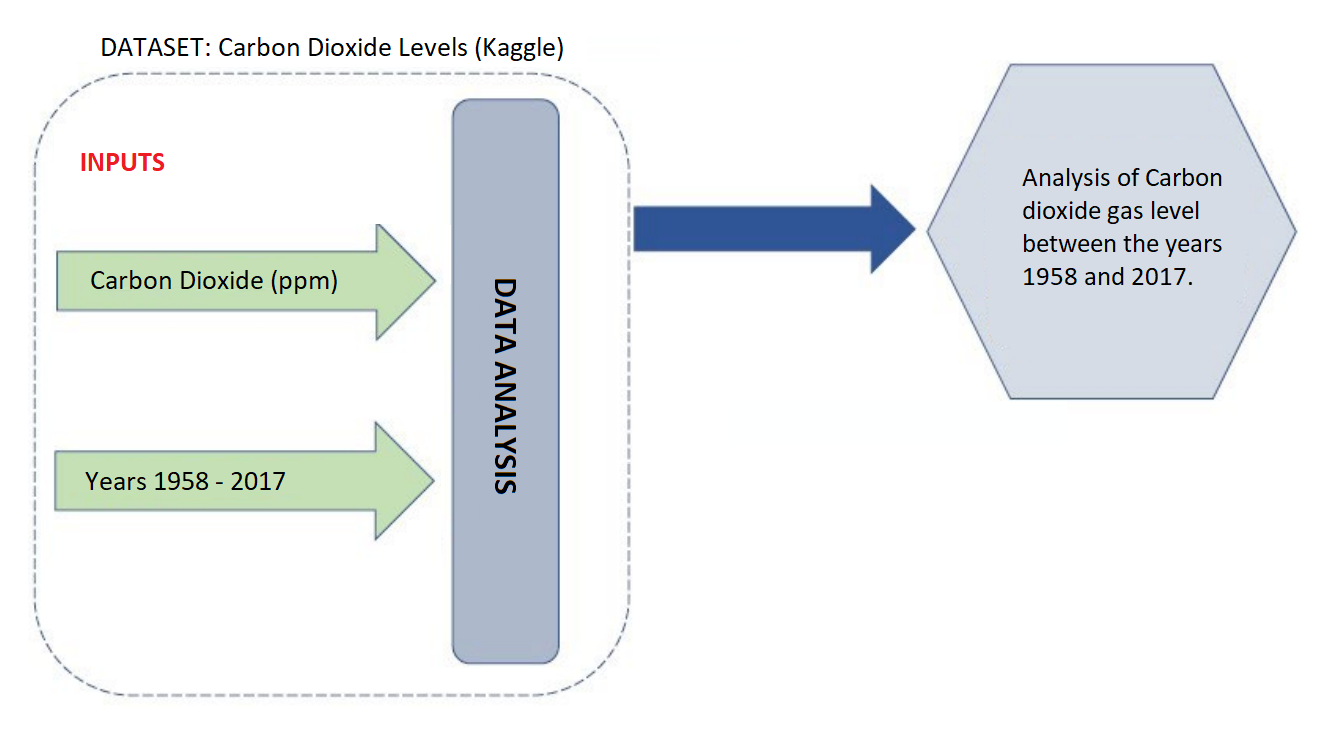 DATASET: Carbon Dioxide Levels (Kaggle)
INPUTS
Carbon Dioxide (ppm)
Years 1958 - 2017
DATA ANALYSIS
Analysis of Carbon
dioxide gas level
between the years
1958 and 2017.